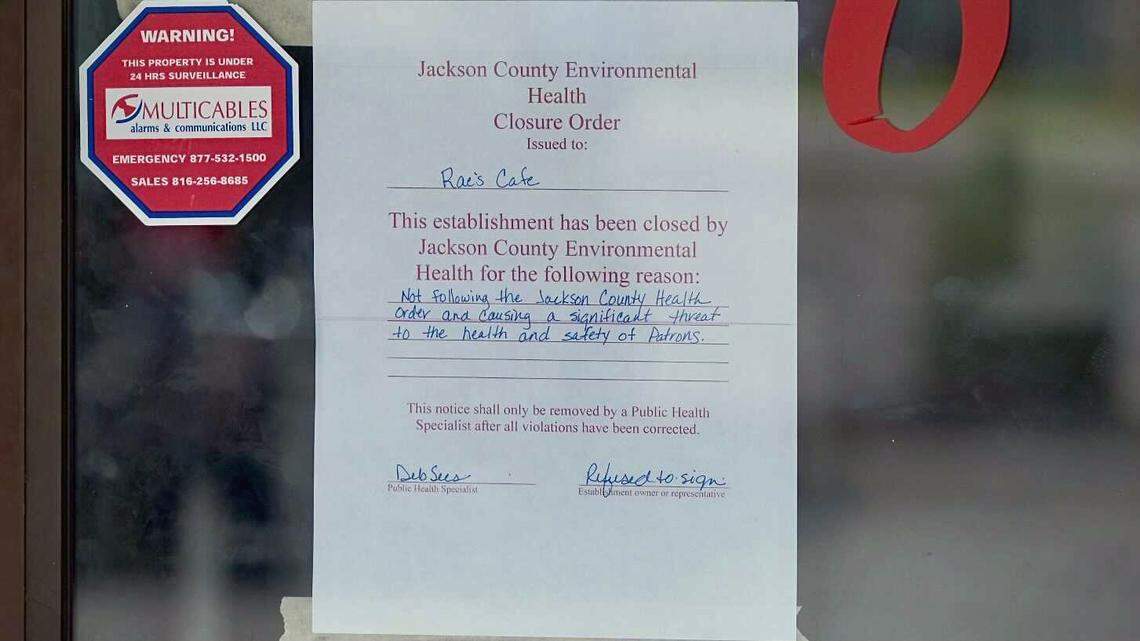 WARNING!
THIS PROPERTY IS UNDER
24 HRS SURVEILLANCE
MULTICABLES
alarms & communications LLC
EMERGENCY 877-532-1500
SALES 816-256-8685
Jackson County Environmental
Health
Closure Order
Issued to:
Rae's Cafe
This establishment has been closed by
Jackson County Environmental
Health for the following reason:
Not following the Jackson County Health
order and causing a significant threat
to the health and safety of Patrons.
This notice shall only be removed by a Public Health
Specialist after all violations have been corrected.
Deb Sees
Public Health Specialist
Refused to sign
Establishment owner or representative